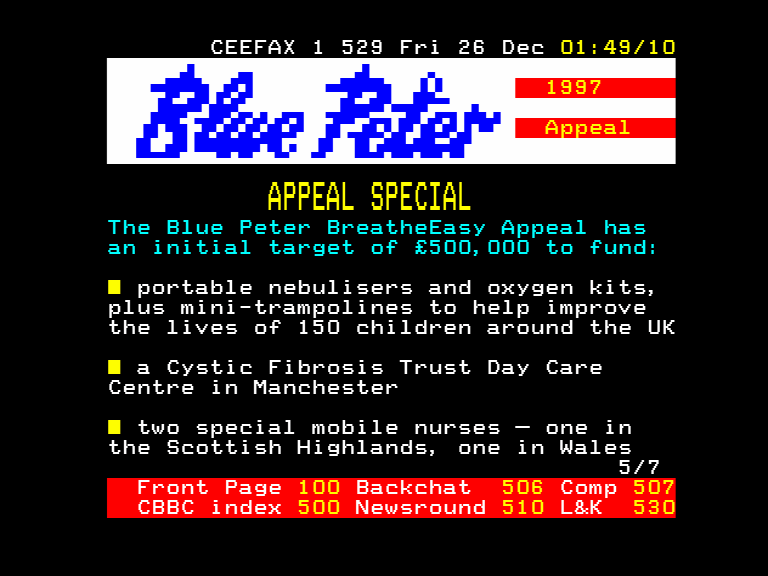 CEEFAX 1 529 Fri 26 Dec 01:49/10
Blue Peter
1997
Appeal
APPEAL SPECIAL
The Blue Peter BreatheEasy Appeal has
an initial target of £500,000 to fund:
■ portable nebulisers and oxygen kits,
plus mini-trampolines to help improve
the lives of 150 children around the UK
■ a Cystic Fibrosis Trust Day Care
Centre in Manchester
■ two special mobile nurses — one in
the Scottish Highlands, one in Wales
5/7
Front Page 100 Backchat 506 Comp 507
CBBC index 500 Newsround 510 L&K 530